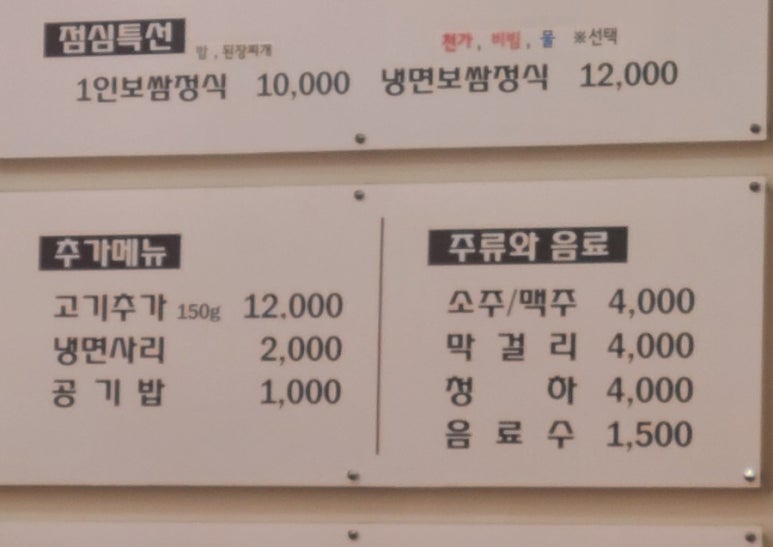 점심특선 밥, 된장찌개
천가, 비빔, 물 ※선택
1인보쌈정식 10,000
냉면보쌈정식 12,000
추가메뉴
고기추가 150g 12,000
냉면사리 2,000
공기밥 1,000
주류와 음료
소주/맥주 4,000
막걸리 4,000
청하 4,000
음료수 1,500